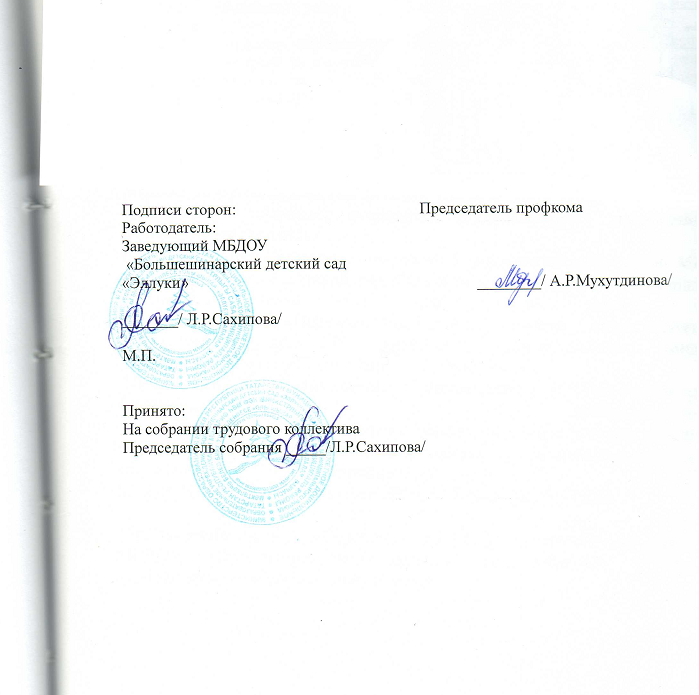 Подписи сторон:
Председатель профкома
Работодатель:
Заведующий МБДОУ
«Большешинарский детский сад
«Эллуки»
________/ А.Р.Мухутдинова/
_______/ Л.Р.Сахипова/
М.П.
Принято:
На собрании трудового коллектива
Председатель собрания _____/Л.Р.Сахипова/